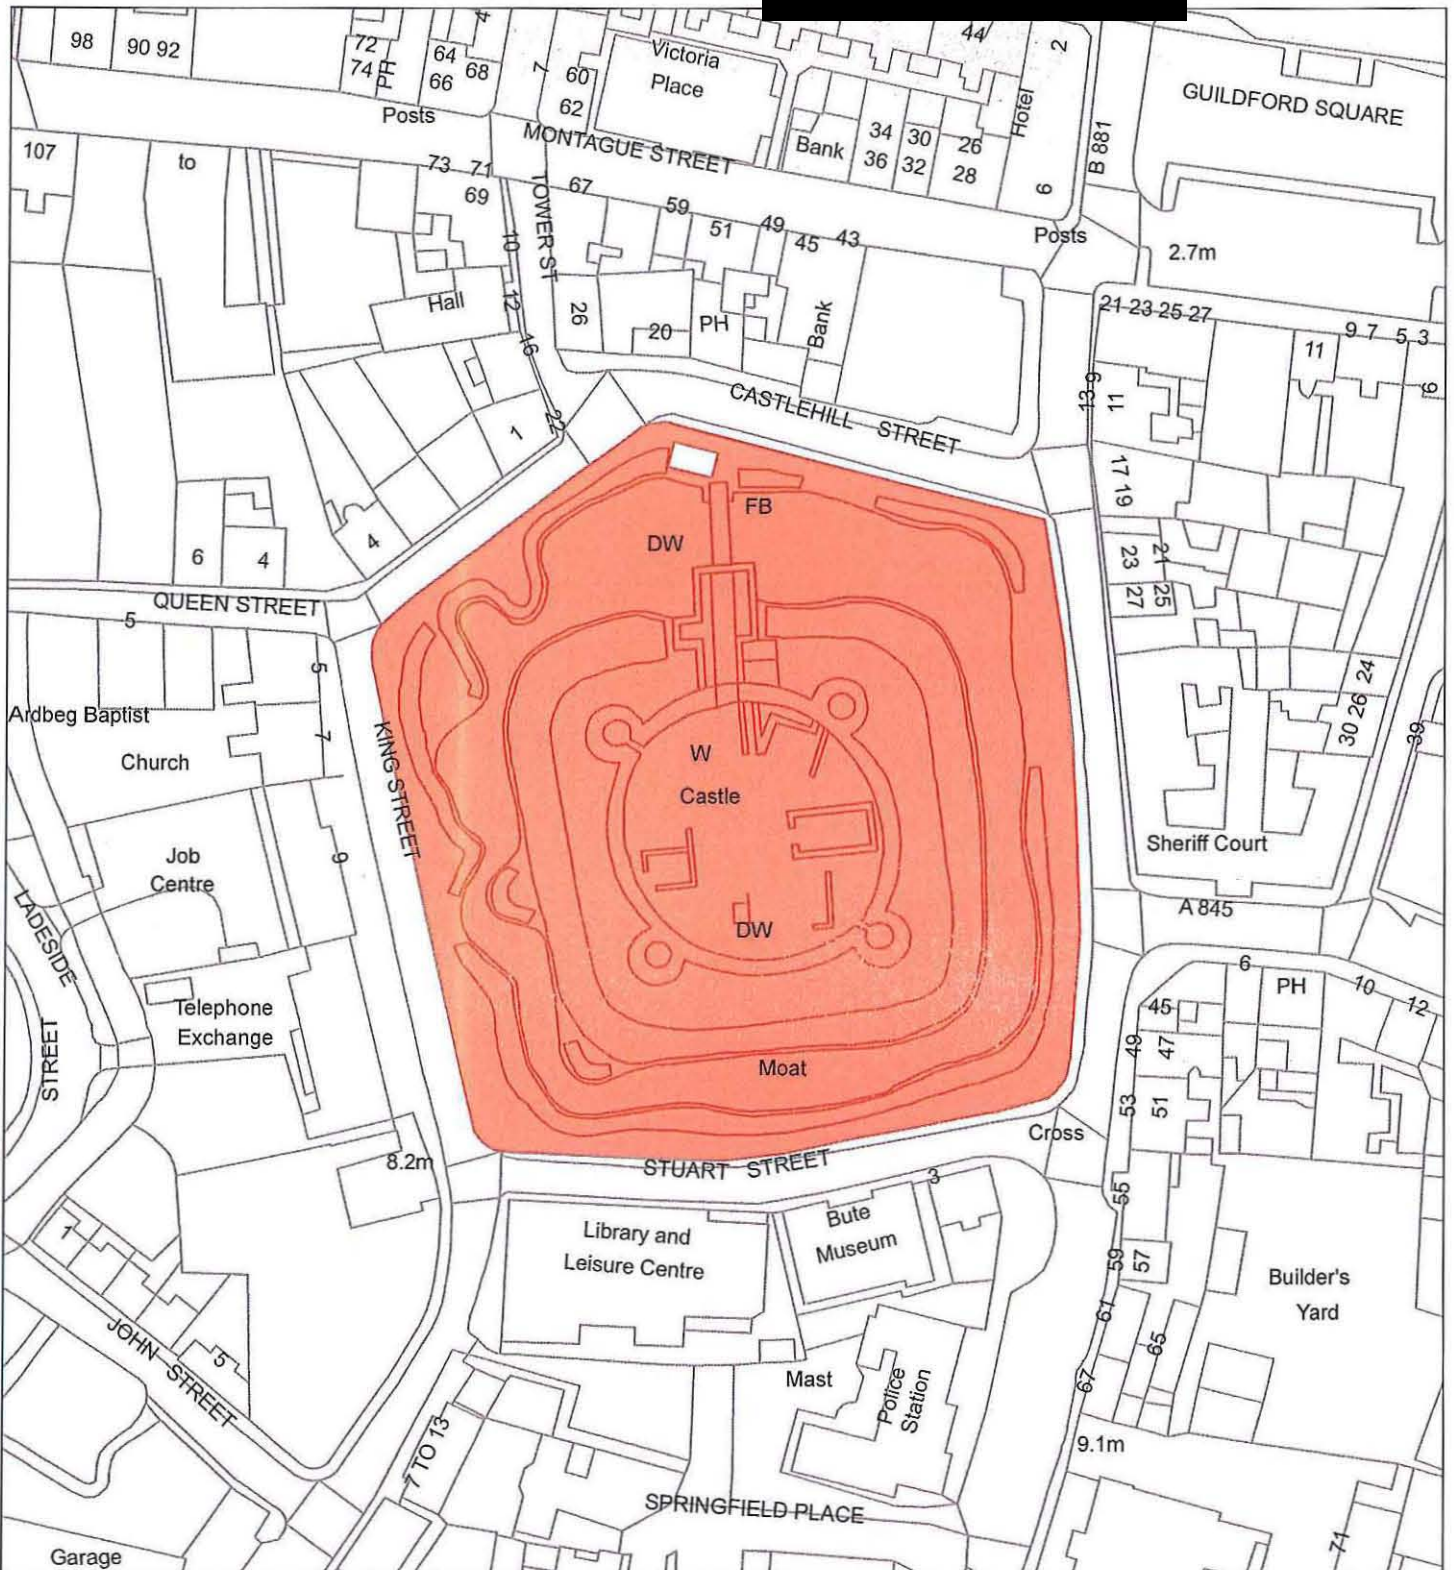 98
90 92
72
74
PH
64
66
68
4
7
60
62
Victoria
Place
44
2
Hotel
6
B 881
GUILDFORD SQUARE
Posts
MONTAGUE STREET
Bank
34
36
30
32
26
28
107
to
73 71
69
TOWER ST
67
59
51
49
45
43
Posts
2.7m
10
12
16
22
Hall
26
20
PH
Bank
21 23 25 27
9 7 5 3
11
6
13 9
11
CASTLEHILL STREET
1
4
17 19
6
4
FB
DW
23
21
27
25
QUEEN STREET
5
5
7
24
26
30
39
Ardbeg Baptist
Church
KING STREET
W
Castle
Job
Centre
9
Sheriff Court
LADESIDE
STREET
DW
A 845
6
PH
10
12
Telephone
Exchange
45
49
47
Moat
53
51
Cross
8.2m
STUART STREET
3
55
1
Library and
Leisure Centre
Bute
Museum
59
57
Builder's
Yard
61
65
JOHN STREET
5
Mast
Police
Station
67
7 TO 13
9.1m
SPRINGFIELD PLACE
71
Garage